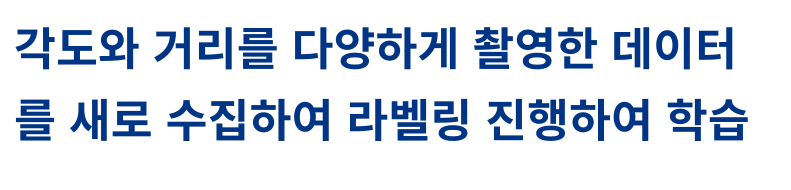 각도와 거리를 다양하게 촬영한 데이터
를 새로 수집하여 라벨링 진행하여 학습